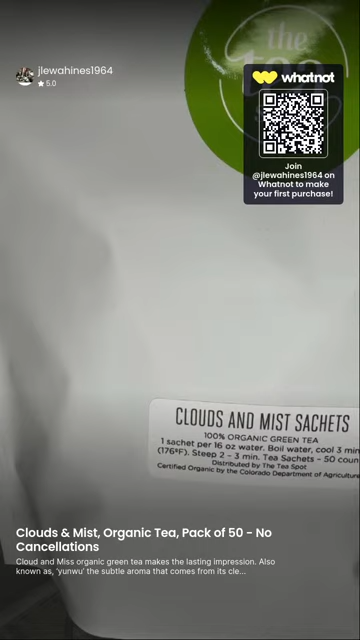 jlewahines1964
5.0
the
tea
whatnot
Join
@jlewahines1964 on
Whatnot to make
your first purchase!
CLOUDS AND MIST SACHETS
100% ORGANIC GREEN TEA
1 sachet per 16 oz water. Boil water, cool 3 min
(176°F). Steep 2 - 3 min. Tea Sachets - 50 coun
Distributed by The Tea Spot
Certified Organic by the Colorado Department of Agriculture
Clouds & Mist, Organic Tea, Pack of 50 - No
Cancellations
Cloud and Miss organic green tea makes the lasting impression. Also
known as, 'yunwu' the subtle aroma that comes from its cle...